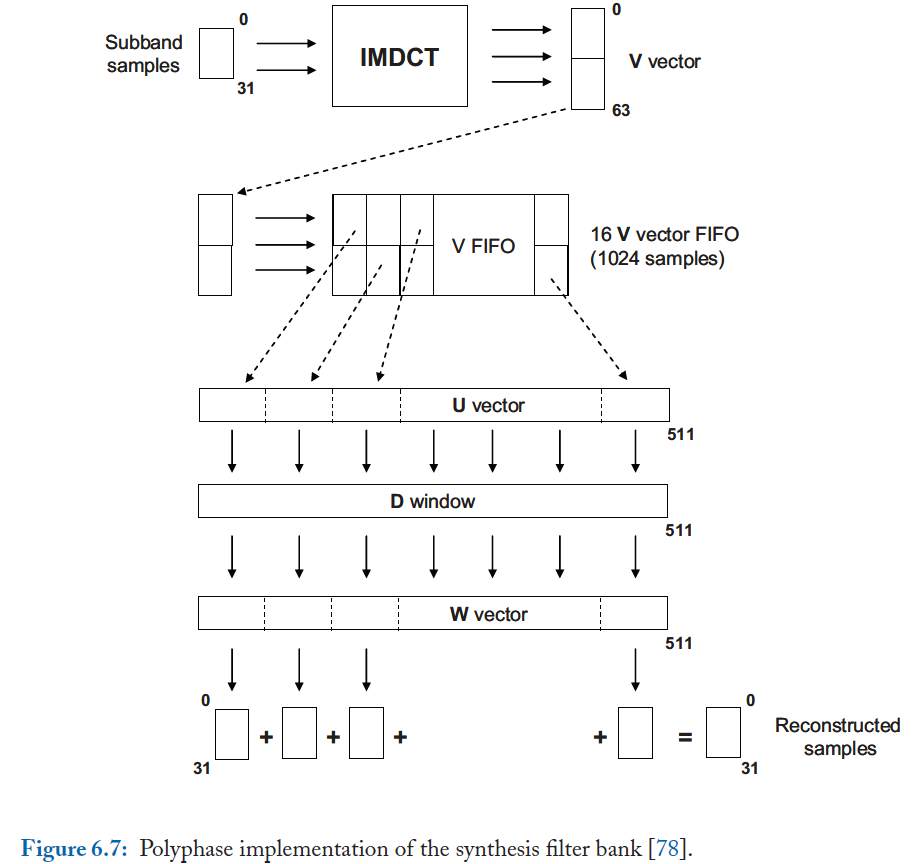 0
Subband
samples
31
IMDCT
0
V vector
63
V FIFO
16 V vector FIFO
(1024 samples)
U vector
511
D window
511
W vector
511
0
31
+ + + + =
0
31
Reconstructed
samples
Figure 6.7: Polyphase implementation of the synthesis filter bank [78].